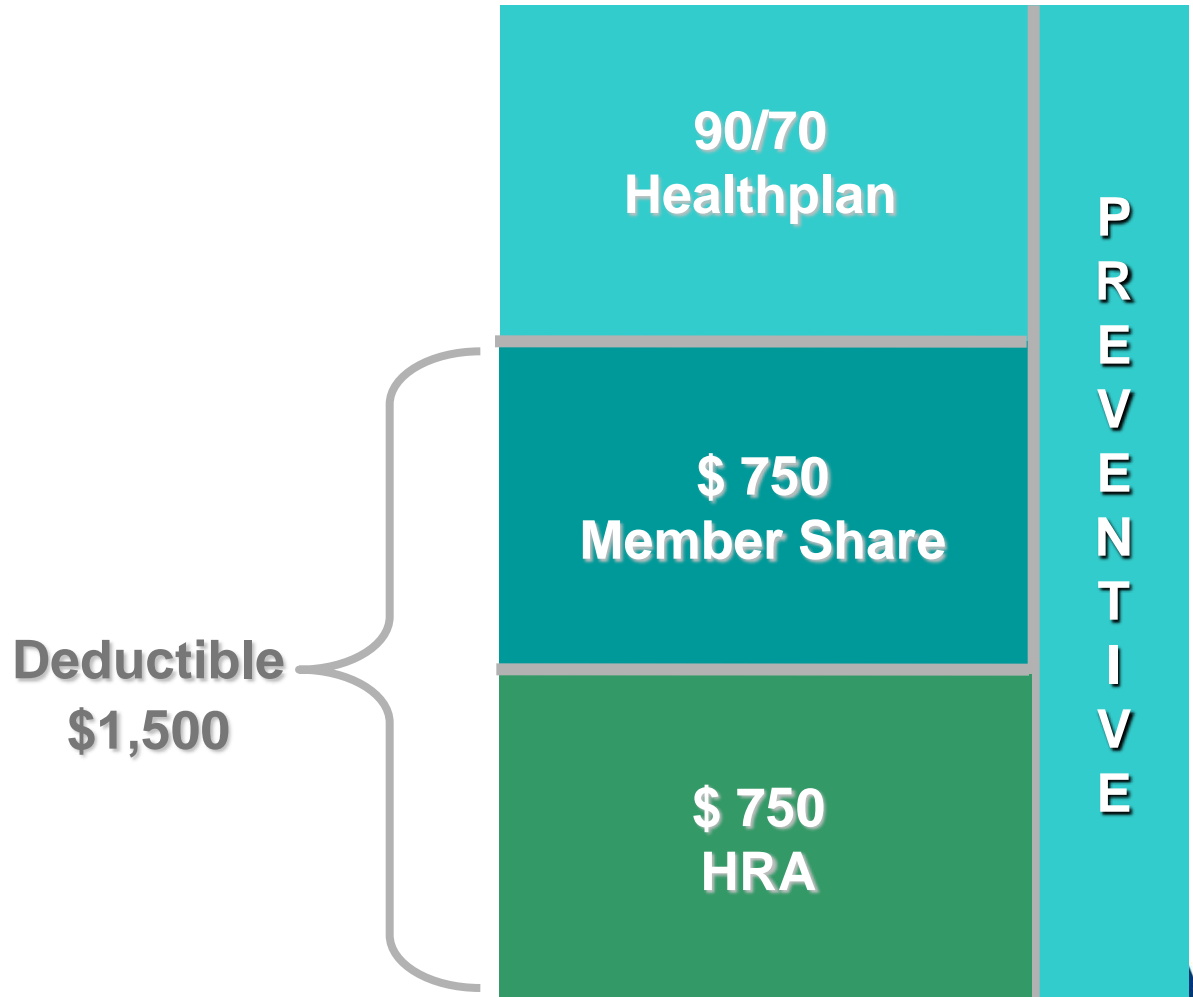 90/70
Healthplan
$ 750
Member Share
Deductible
$1,500
$ 750
HRA
P
R
E
V
E
N
T
I
V
E